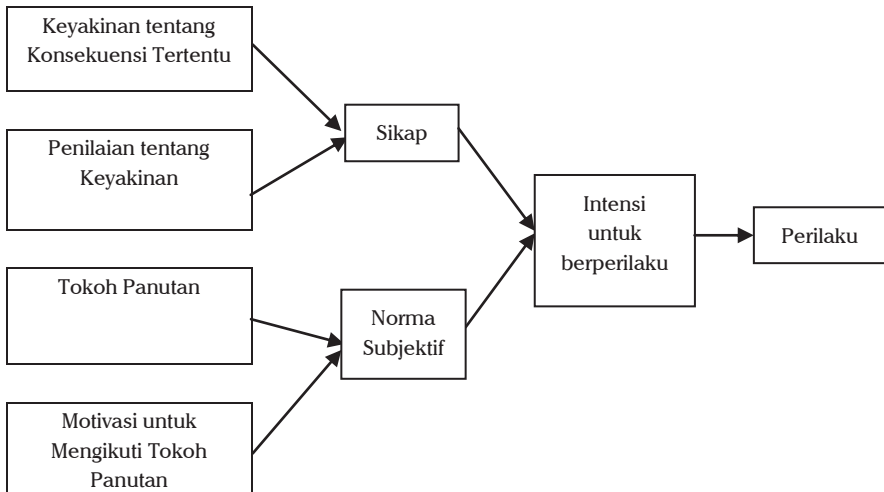 Keyakinan tentang
Konsekuensi Tertentu
Penilaian tentang
Keyakinan
Tokoh Panutan
Motivasi untuk
Mengikuti Tokoh
Panutan
Sikap
Norma
Subjektif
Intensi
untuk
berperilaku
Perilaku